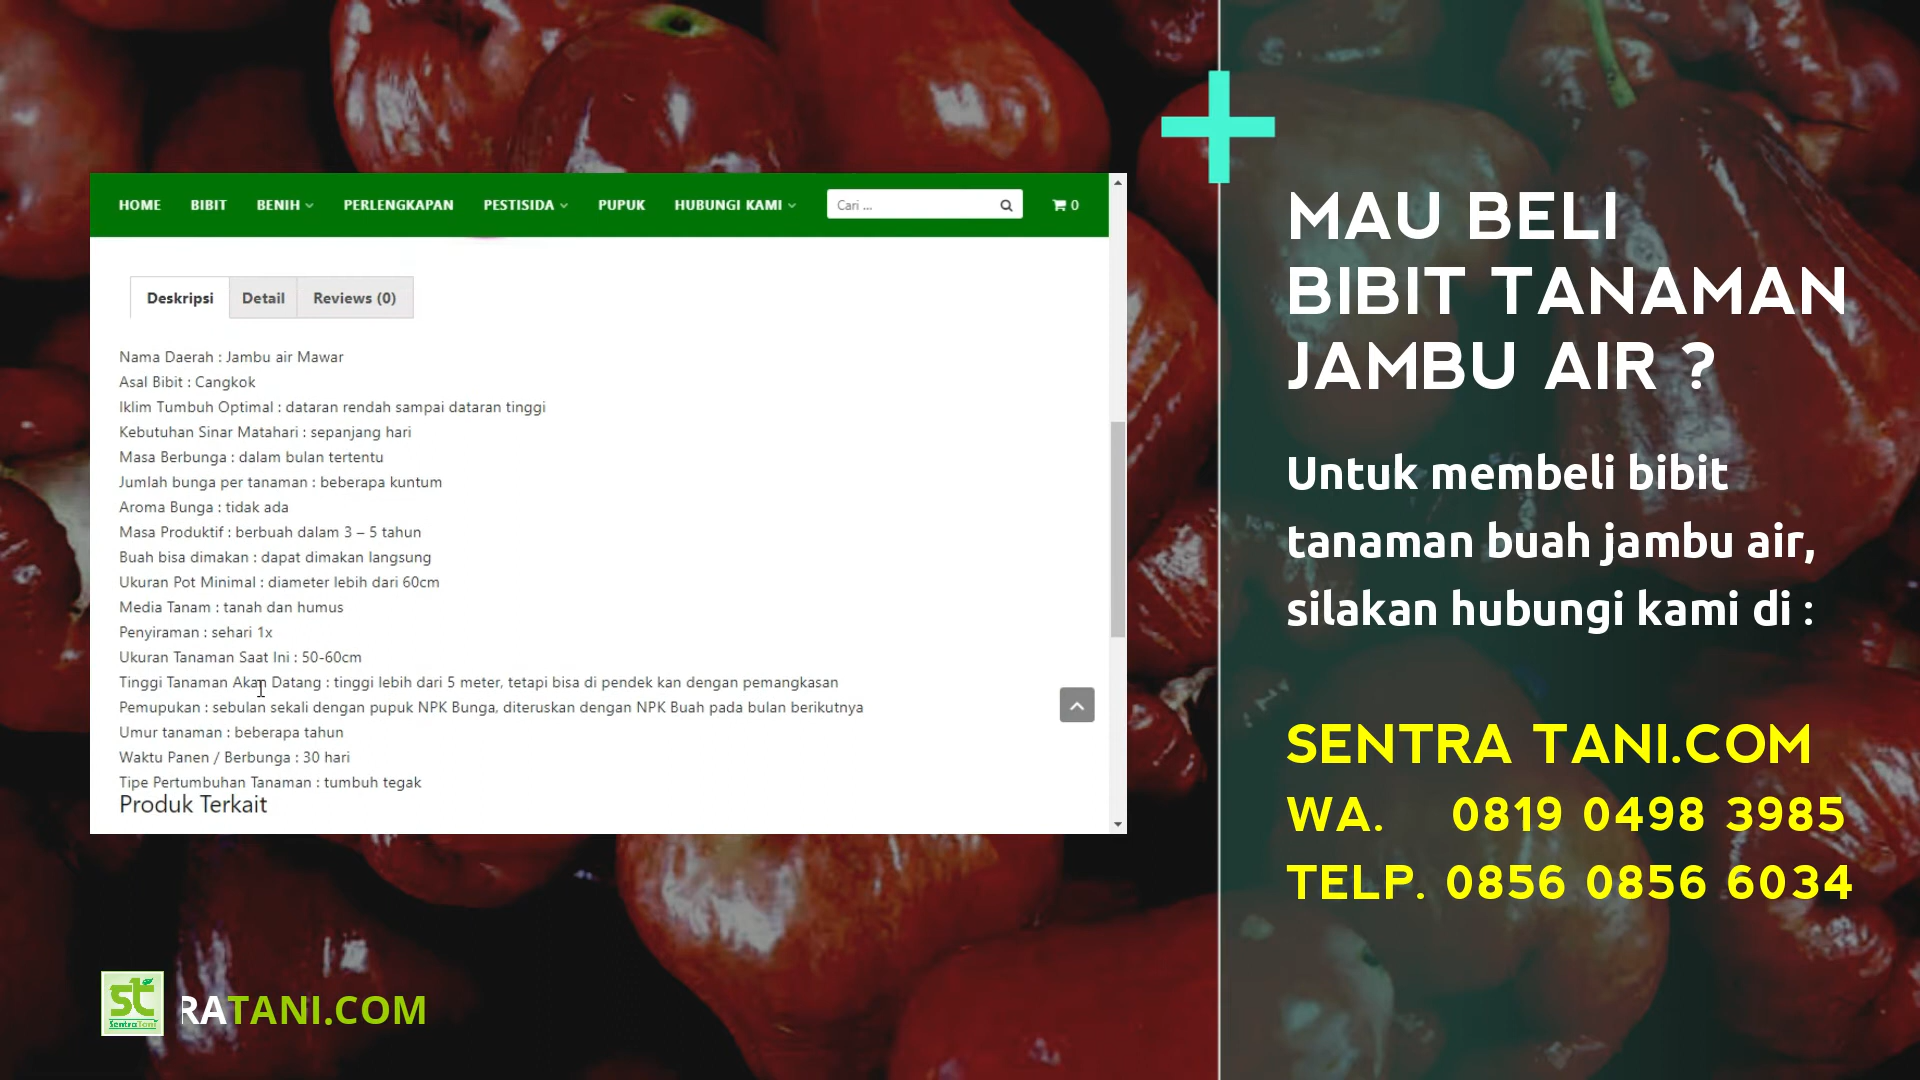 HOME BIBIT BENIH PERLENGKAPAN PESTISIDA PUPUK HUBUNGI KAMI Cari ... 0
Deskripsi Detail Reviews (0)
Nama Daerah : Jambu air Mawar
Asal Bibit : Cangkok
Iklim Tumbuh Optimal : dataran rendah sampai dataran tinggi
Kebutuhan Sinar Matahari : sepanjang hari
Masa Berbunga : dalam bulan tertentu
Jumlah bunga per tanaman : beberapa kuntum
Aroma Bunga : tidak ada
Masa Produktif : berbuah dalam 3 – 5 tahun
Buah bisa dimakan : dapat dimakan langsung
Ukuran Pot Minimal : diameter lebih dari 60cm
Media Tanam : tanah dan humus
Penyiraman : sehari 1x
Ukuran Tanaman Saat Ini : 50-60cm
Tinggi Tanaman Akan Datang : tinggi lebih dari 5 meter, tetapi bisa di pendek kan dengan pemangkasan
Pemupukan : sebulan sekali dengan pupuk NPK Bunga, diteruskan dengan NPK Buah pada bulan berikutnya
Umur tanaman : beberapa tahun
Waktu Panen / Berbunga : 30 hari
Tipe Pertumbuhan Tanaman : tumbuh tegak
Produk Terkait
MAU BELI
BIBIT TANAMAN
JAMBU AIR ?
Untuk membeli bibit
tanaman buah jambu air,
silakan hubungi kami di :
SENTRA TANI.COM
WA. 0819 0498 3985
TELP. 0856 0856 6034
st
SentraTani
RATANI.COM